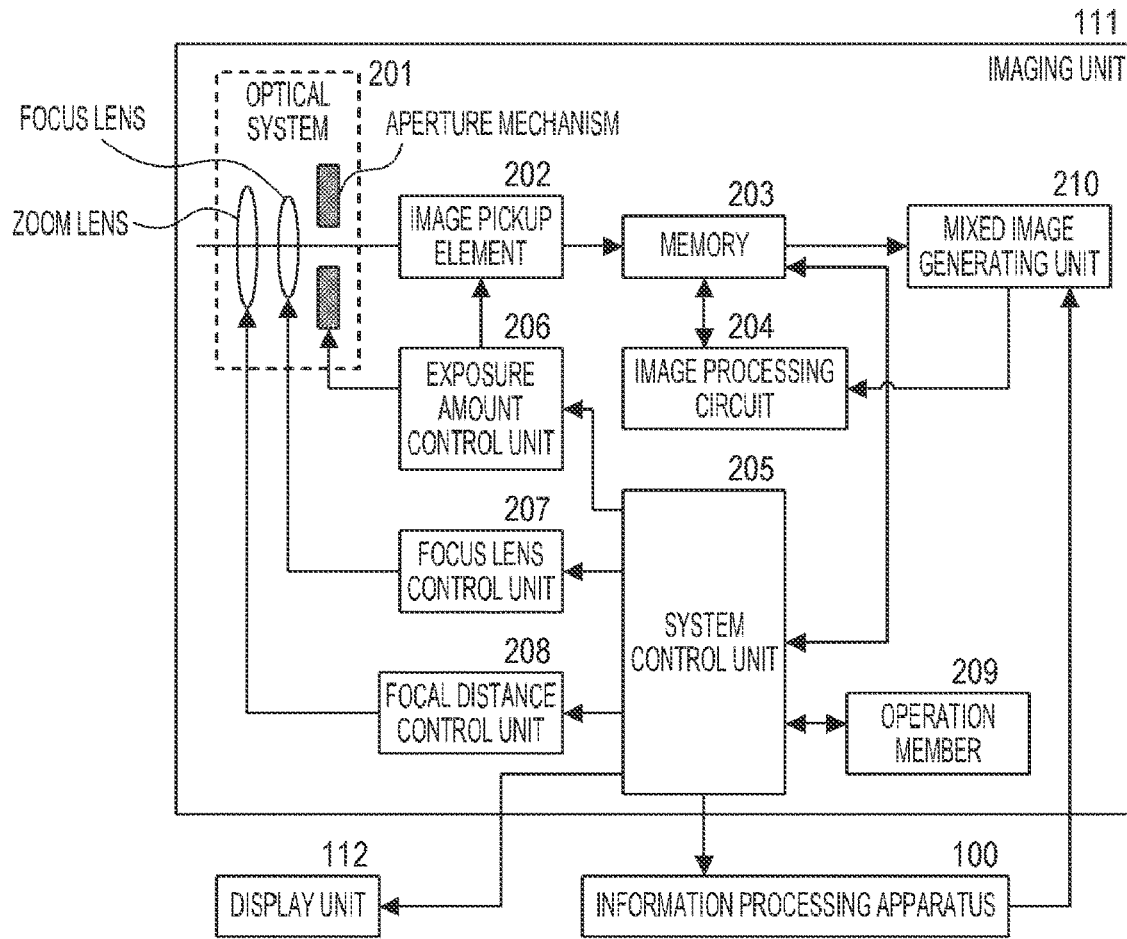 111
IMAGING UNIT
201
OPTICAL
SYSTEM
FOCUS LENS
APERTURE MECHANISM
ZOOM LENS
202
IMAGE PICKUP
ELEMENT
203
MEMORY
210
MIXED IMAGE
GENERATING UNIT
206
EXPOSURE
AMOUNT
CONTROL UNIT
204
IMAGE PROCESSING
CIRCUIT
205
SYSTEM
CONTROL UNIT
207
FOCUS LENS
CONTROL UNIT
208
FOCAL DISTANCE
CONTROL UNIT
209
OPERATION
MEMBER
112
DISPLAY UNIT
100
INFORMATION PROCESSING APPARATUS